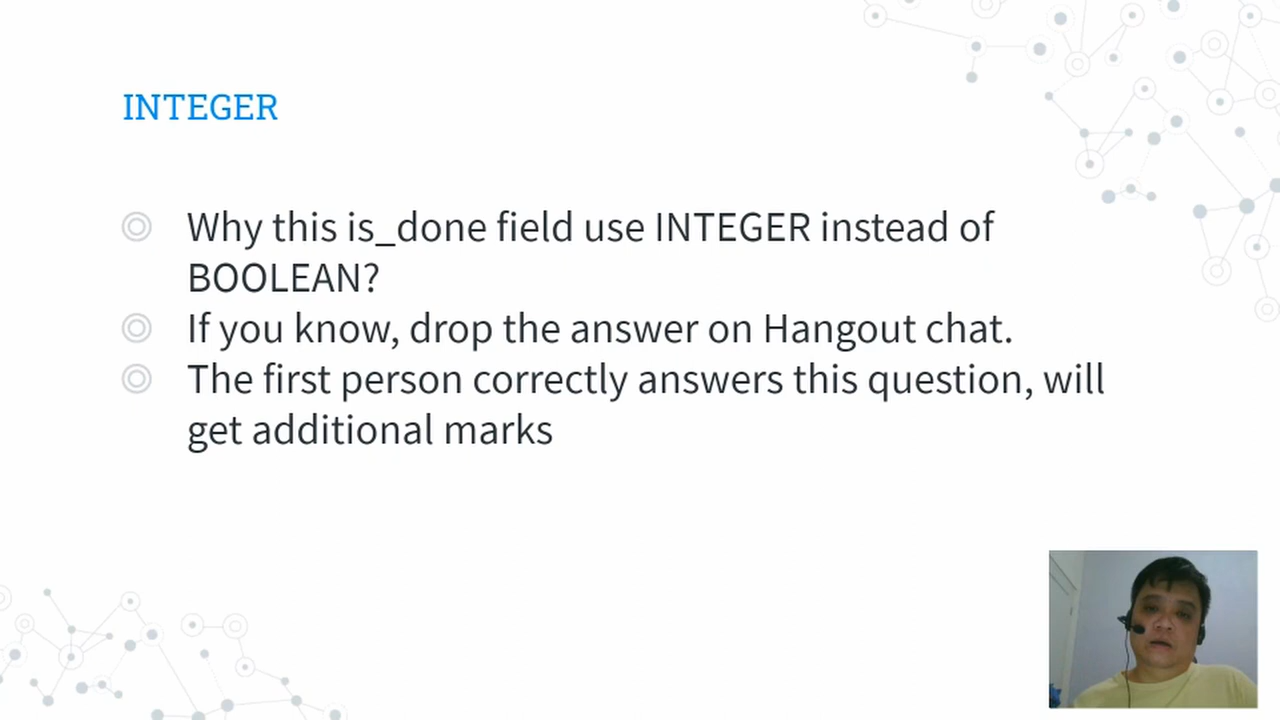 INTEGER
Why this is_done field use INTEGER instead of
BOOLEAN?
If you know, drop the answer on Hangout chat.
The first person correctly answers this question, will
get additional marks